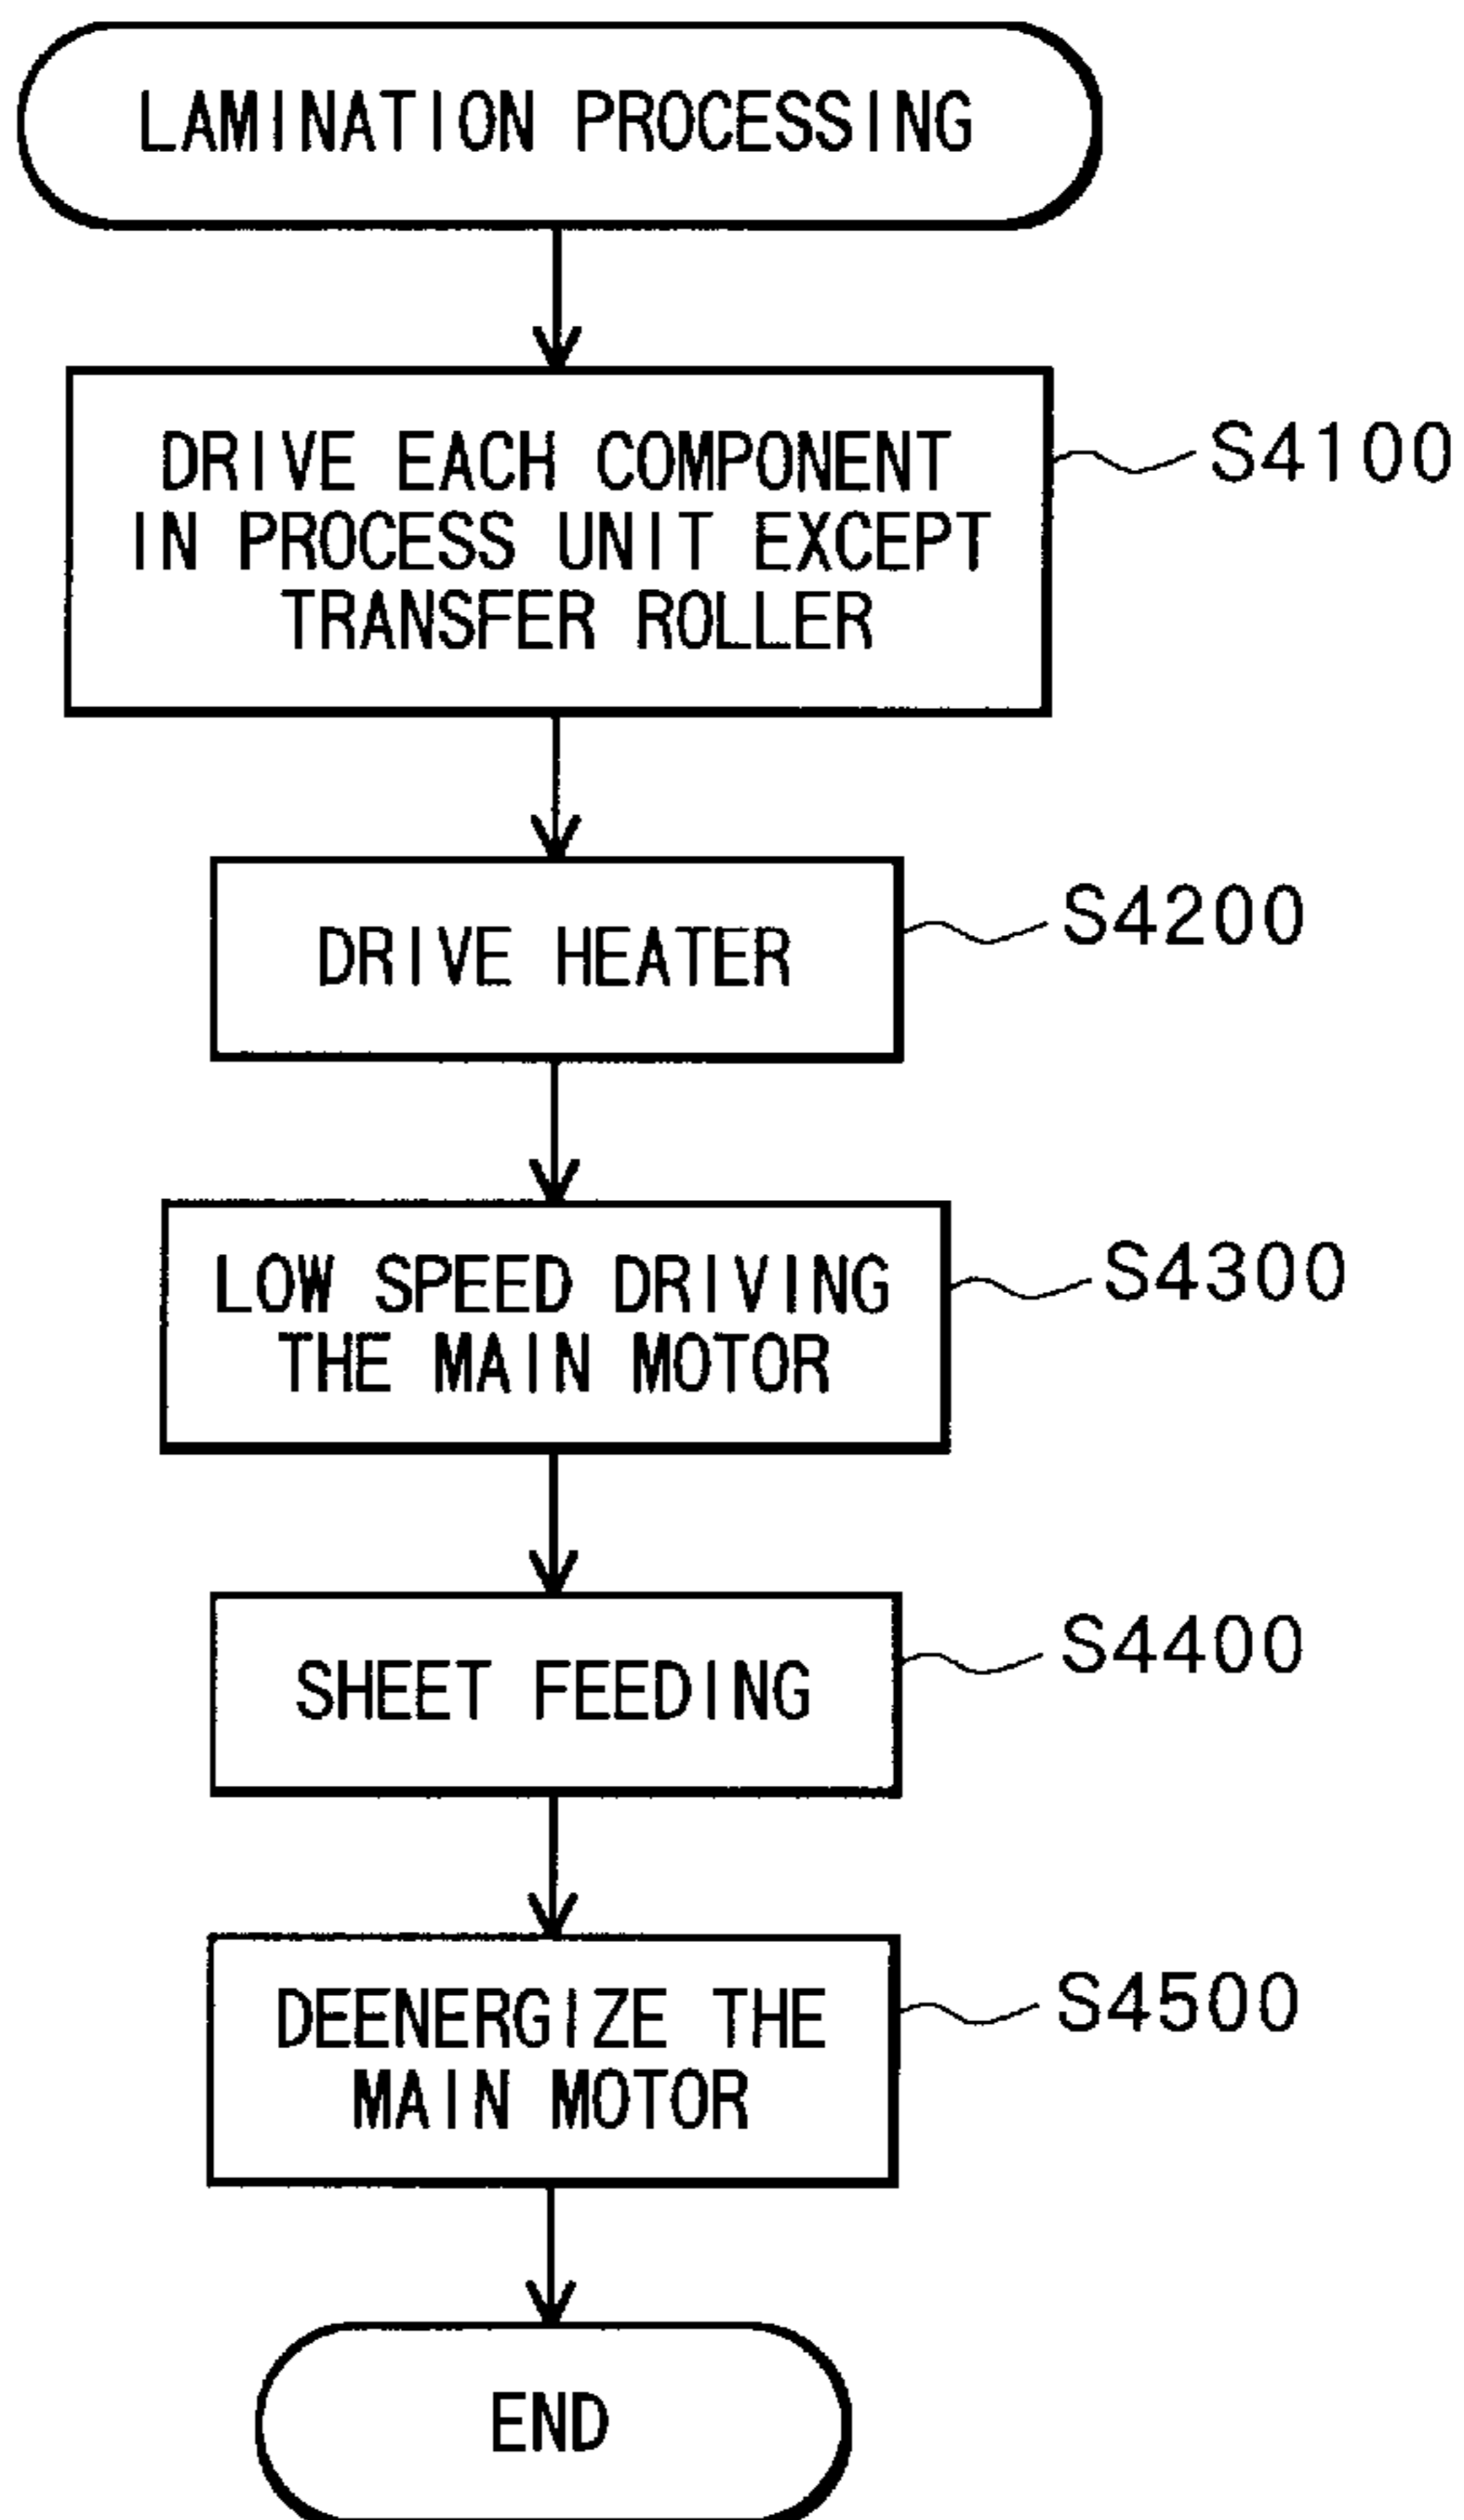 LAMINATION PROCESSING
DRIVE EACH COMPONENT
IN PROCESS UNIT EXCEPT
TRANSFER ROLLER
S4100
DRIVE HEATER
S4200
LOW SPEED DRIVING
THE MAIN MOTOR
S4300
SHEET FEEDING
S4400
DEENERGIZE THE
MAIN MOTOR
S4500
END